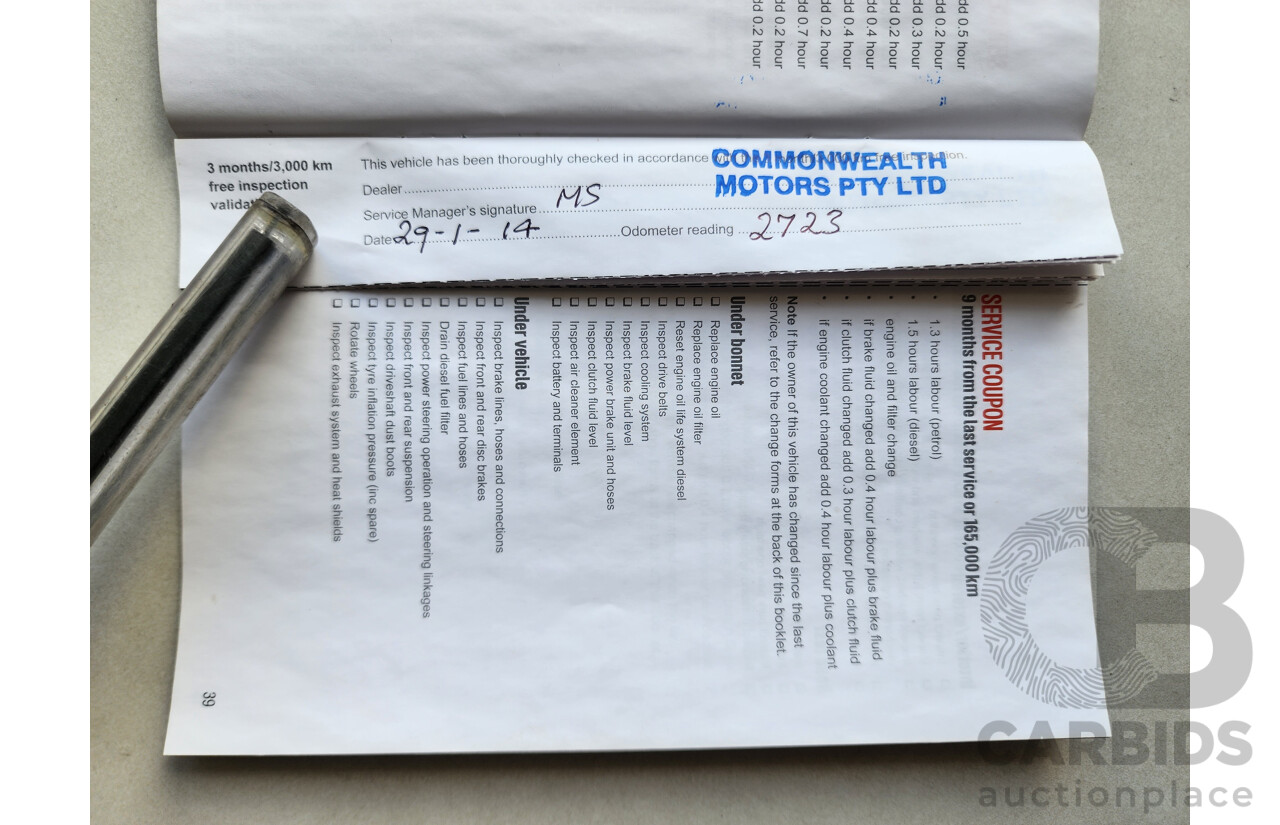 dd 0.5 hour
dd 0.2 hour
dd 0.3 hour
dd 0.2 hour
dd 0.4 hour
dd 0.4 hour
dd 0.2 hour
dd 0.7 hour
dd 0.2 hour
dd 0.2 hour
3 months/3,000 km
free inspection
validat
This vehicle has been thoroughly checked in accordance
COMMONWEALTH
MOTORS PTY LTD
Dealer
Service Manager's signature MS
Date 29-1-14 Odometer reading 2723
SERVICE COUPON
9 months from the last service or 165,000 km
• 1.3 hours labour (petrol)
• 1.5 hours labour (diesel)
engine oil and filter change
• if brake fluid changed add 0.4 hour labour plus brake fluid
• if clutch fluid changed add 0.3 hour labour plus clutch fluid
• if engine coolant changed add 0.4 hour labour plus coolant
Note If the owner of this vehicle has changed since the last
service, refer to the change forms at the back of this booklet.
Under bonnet
❏ Replace engine oil
❏ Replace engine oil filter
❏ Reset engine oil life system diesel
❏ Inspect drive belts
❏ Inspect cooling system
❏ Inspect brake fluid level
❏ Inspect power brake unit and hoses
❏ Inspect clutch fluid level
❏ Inspect air cleaner element
❏ Inspect battery and terminals
Under vehicle
❏ Inspect brake lines, hoses and connections
❏ Inspect front and rear disc brakes
❏ Inspect fuel lines and hoses
❏ Drain diesel fuel filter
❏ Inspect power steering operation and steering linkages
❏ Inspect front and rear suspension
❏ Inspect driveshaft dust boots
❏ Inspect tyre inflation pressure (inc spare)
❏ Rotate wheels
❏ Inspect exhaust system and heat shields
39
CARBIDS
auctionplace